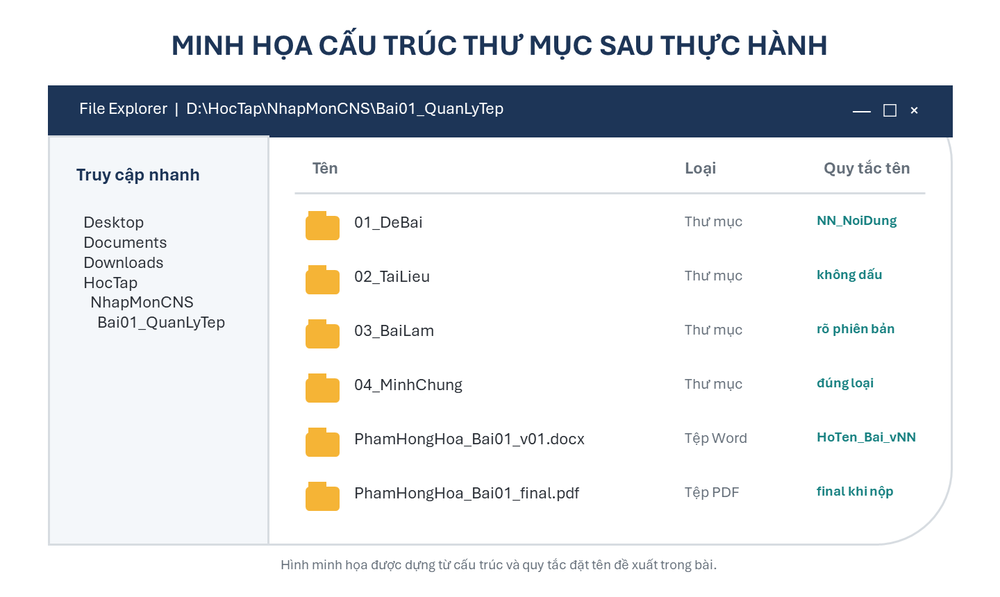 MINH HỌA CẤU TRÚC THƯ MỤC SAU THỰC HÀNH
File Explorer | D:\HocTap\NhapMonCNS\Bai01_QuanLyTep
Truy cập nhanh
Desktop
Documents
Downloads
HocTap
NhapMonCNS
Bai01_QuanLyTep
Tên Loại Quy tắc tên
01_DeBai Thư mục NN_NoiDung
02_TaiLieu Thư mục không dấu
03_BaiLam Thư mục rõ phiên bản
04_MinhChung Thư mục đúng loại
PhamHongHoa_Bai01_v01.docx Tệp Word HoTen_Bai_vNN
PhamHongHoa_Bai01_final.pdf Tệp PDF final khi nộp
Hình minh họa được dựng từ cấu trúc và quy tắc đặt tên đề xuất trong bài.